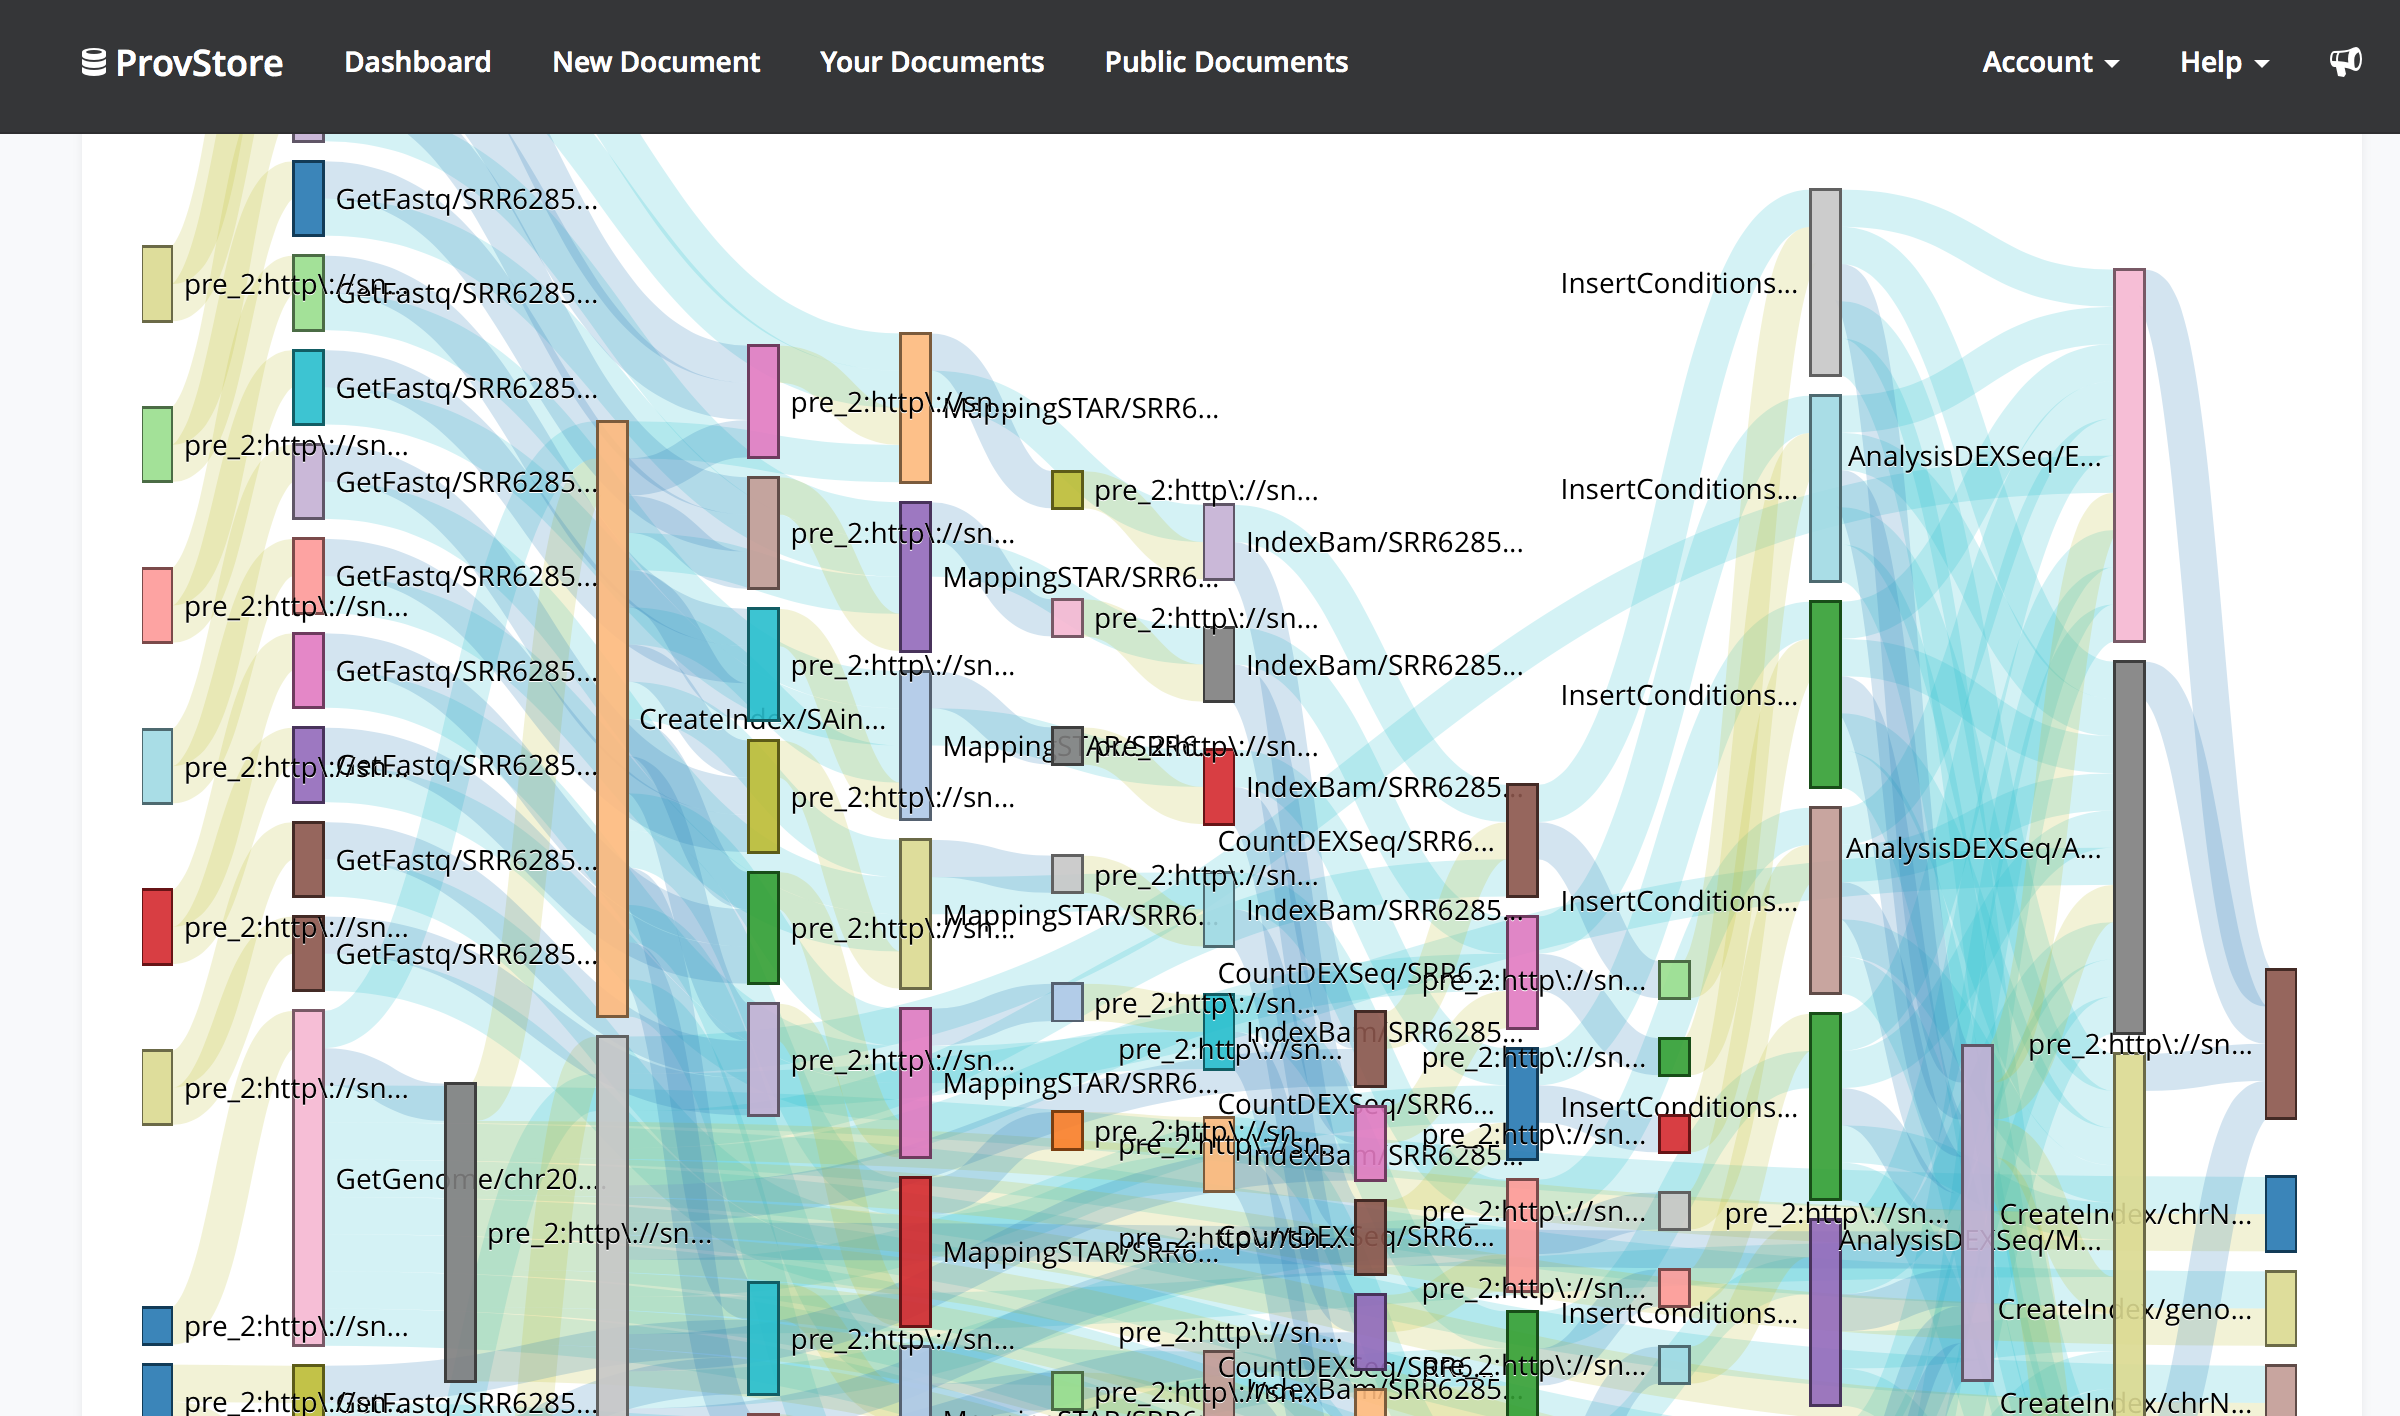 ProvStore Dashboard New Document Your Documents Public Documents Account Help
GetFastq/SRR6285...
pre_2:http\://sn...
GetFastq/SRR6285...
GetFastq/SRR6285...
pre_2:http\://sn...
GetFastq/SRR6285...
GetFastq/SRR6285...
pre_2:http\://sn...
GetFastq/SRR6285...
pre_2:http\://sn...
GetFastq/SRR6285...
GetFastq/SRR6285...
pre_2:http\://sn...
GetFastq/SRR6285...
pre_2:http\://sn...
GetGenome/chr20...
pre_2:http\://sn...
pre_2:http\://sn...
pre_2:http\://sn...
GetFastq/SRR6285...
CreateIndex/SAin...
pre_2:http\://sn...
pre_2:http\://sn...
pre_2:http\://sn...
pre_2:http\://sn...
pre_2:http\://sn...
pre_2:http\://sn...
pre_2:http\://sn...
MappingSTAR/SRR6...
MappingSTAR/SRR6...
MappingSTAR/SRR6...
MappingSTAR/SRR6...
MappingSTAR/SRR6...
MappingSTAR/SRR6...
pre_2:http\://sn...
pre_2:http\://sn...
pre_2:http\://sn...
pre_2:http\://sn...
pre_2:http\://sn...
pre_2:http\://sn...
pre_2:http\://sn...
IndexBam/SRR6285...
IndexBam/SRR6285...
IndexBam/SRR6285...
IndexBam/SRR6285...
IndexBam/SRR6285...
IndexBam/SRR6285...
IndexBam/SRR6285...
pre_2:http\://sn...
pre_2:http\://sn...
pre_2:http\://sn...
pre_2:http\://sn...
CountDEXSeq/SRR6...
CountDEXSeq/SRR6...
CountDEXSeq/SRR6...
CountDEXSeq/SRR6...
CountDEXSeq/SRR6...
pre_2:http\://sn...
pre_2:http\://sn...
pre_2:http\://sn...
pre_2:http\://sn...
pre_2:http\://sn...
pre_2:http\://sn...
InsertConditions...
InsertConditions...
InsertConditions...
InsertConditions...
InsertConditions...
InsertConditions...
pre_2:http\://sn...
AnalysisDEXSeq/E...
AnalysisDEXSeq/A...
AnalysisDEXSeq/M...
pre_2:http\://sn...
CreateIndex/chrN...
CreateIndex/geno...
CreateIndex/chrN...